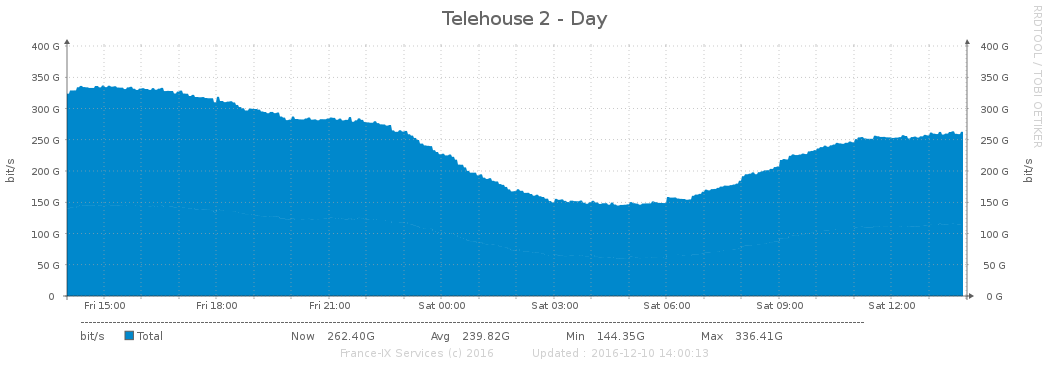 Telehouse 2 - Day
RRDTOOL / TOBI OETIKER
400 G 400 G
350 G 350 G
300 G 300 G
250 G 250 G
200 G 200 G
150 G 150 G
100 G 100 G
50 G 50 G
0 0 G
bit/s bit/s
Fri 15:00 Fri 18:00 Fri 21:00 Sat 00:00 Sat 03:00 Sat 06:00 Sat 09:00 Sat 12:00
bit/s Total Now 262.40G Avg 239.82G Min 144.35G Max 336.41G
France-IX Services (c) 2016 Updated : 2016-12-10 14:00:13